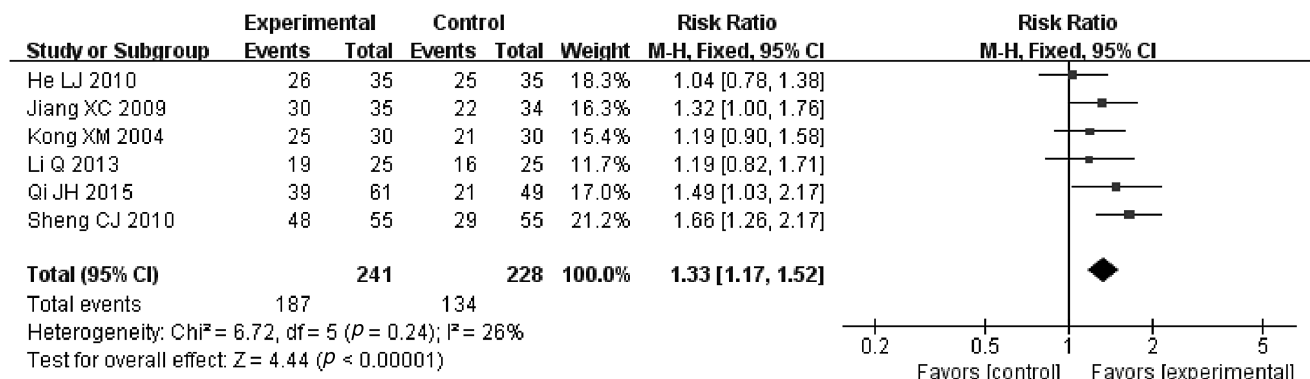 Experimental Control Risk Ratio Risk Ratio
Study or Subgroup Events Total Events Total Weight M-H, Fixed, 95% CI M-H, Fixed, 95% CI
He LJ 2010 26 35 25 35 18.3% 1.04 [0.78, 1.38]
Jiang XC 2009 30 35 22 34 16.3% 1.32 [1.00, 1.76]
Kong XM 2004 25 30 21 30 15.4% 1.19 [0.90, 1.58]
Li Q 2013 19 25 16 25 11.7% 1.19 [0.82, 1.71]
Qi JH 2015 39 61 21 49 17.0% 1.49 [1.03, 2.17]
Sheng CJ 2010 48 55 29 55 21.2% 1.66 [1.26, 2.17]
Total (95% CI) 241 228 100.0% 1.33 [1.17, 1.52]
Total events 187 134
Heterogeneity: Chi² = 6.72, df = 5 (P = 0.24); I² = 26%
Test for overall effect: Z = 4.44 (P < 0.00001)
0.2 0.5 1 2 5
Favors [control] Favors [experimental]